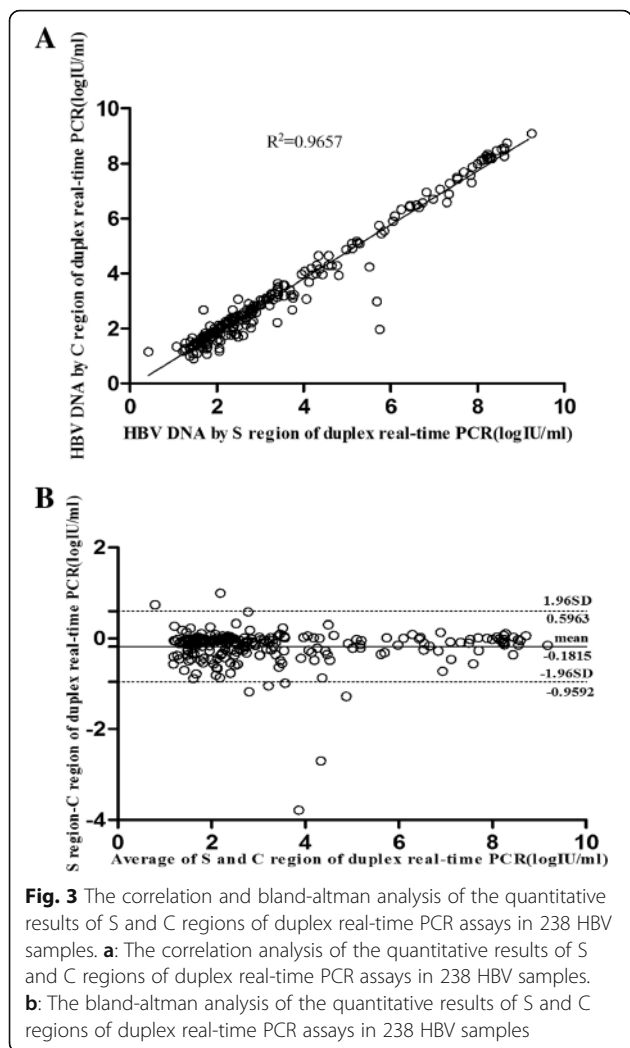 A
HBV DNA by C region of duplex real-time PCR(logIU/ml)
10
8
6
4
2
0
R²=0.9657
0 2 4 6 8 10
HBV DNA by S region of duplex real-time PCR(logIU/ml)
B
S region-C region of duplex real-time PCR(logIU/ml)
2
0
-2
-4
1.96SD
0.5963
mean
-0.1815
-1.96SD
-0.9592
0 2 4 6 8 10
Average of S and C region of duplex real-time PCR(logIU/ml)
Fig. 3 The correlation and bland-altman analysis of the quantitative
results of S and C regions of duplex real-time PCR assays in 238 HBV
samples. a: The correlation analysis of the quantitative results of S
and C regions of duplex real-time PCR assays in 238 HBV samples.
b: The bland-altman analysis of the quantitative results of S and C
regions of duplex real-time PCR assays in 238 HBV samples